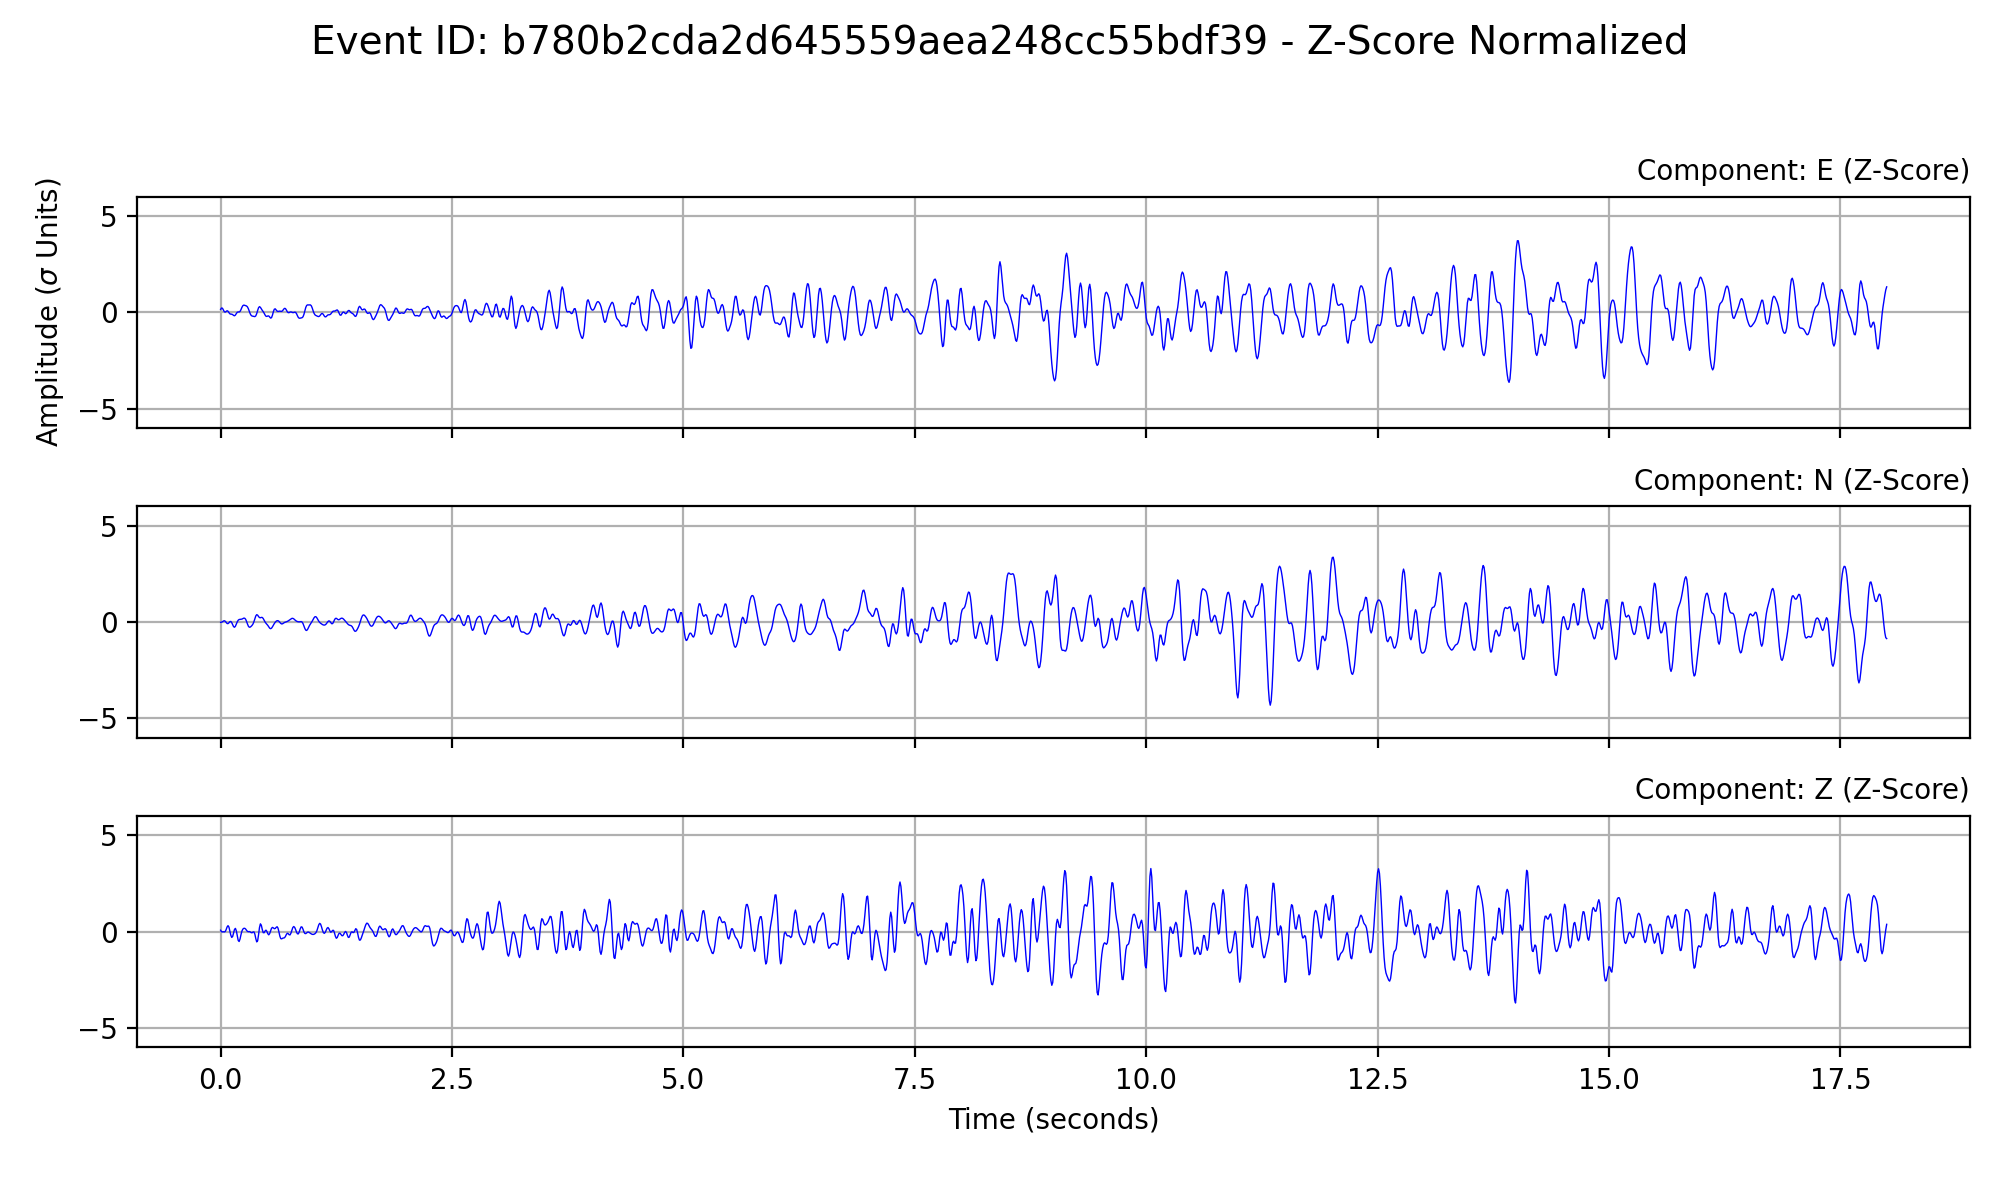 Event ID: b780b2cda2d645559aea248cc55bdf39 - Z-Score Normalized
Component: E (Z-Score)
Amplitude (σ Units)
5
0
−5
Component: N (Z-Score)
5
0
−5
Component: Z (Z-Score)
5
0
−5
0.0 2.5 5.0 7.5 10.0 12.5 15.0 17.5
Time (seconds)